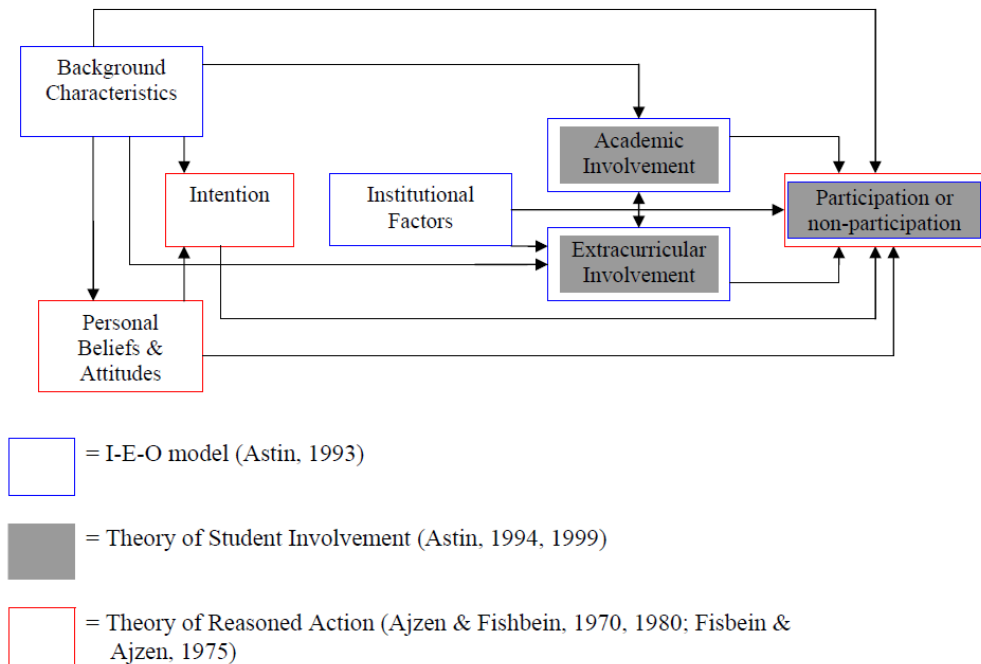 Background
Characteristics
Intention
Institutional
Factors
Academic
Involvement
Extracurricular
Involvement
Participation or
non-participation
Personal
Beliefs &
Attitudes
= I-E-O model (Astin, 1993)
= Theory of Student Involvement (Astin, 1994, 1999)
= Theory of Reasoned Action (Ajzen & Fishbein, 1970, 1980; Fisbein &
Ajzen, 1975)